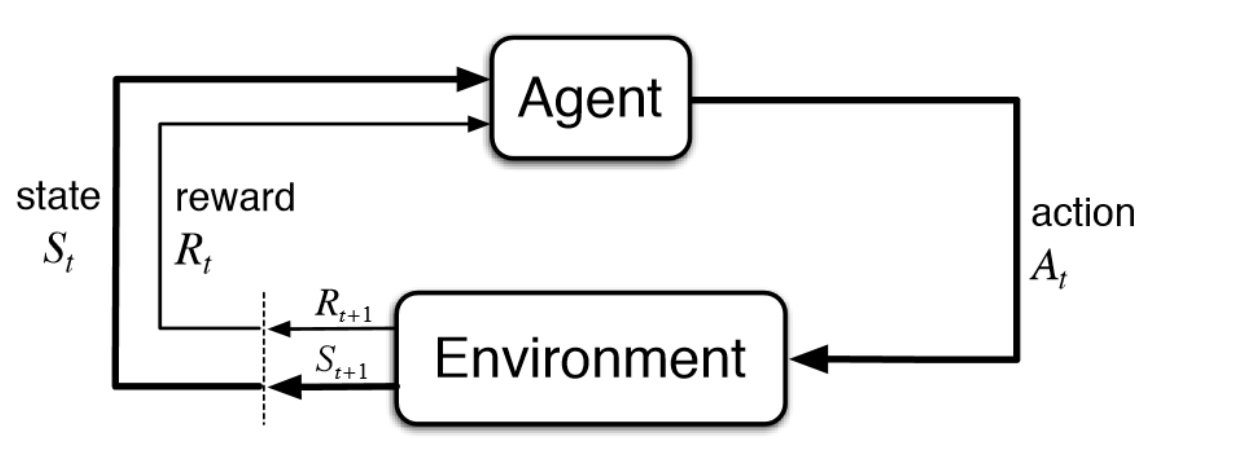 Agent
state
S_t
reward
R_t
action
A_t
R_{t+1}
S_{t+1}
Environment